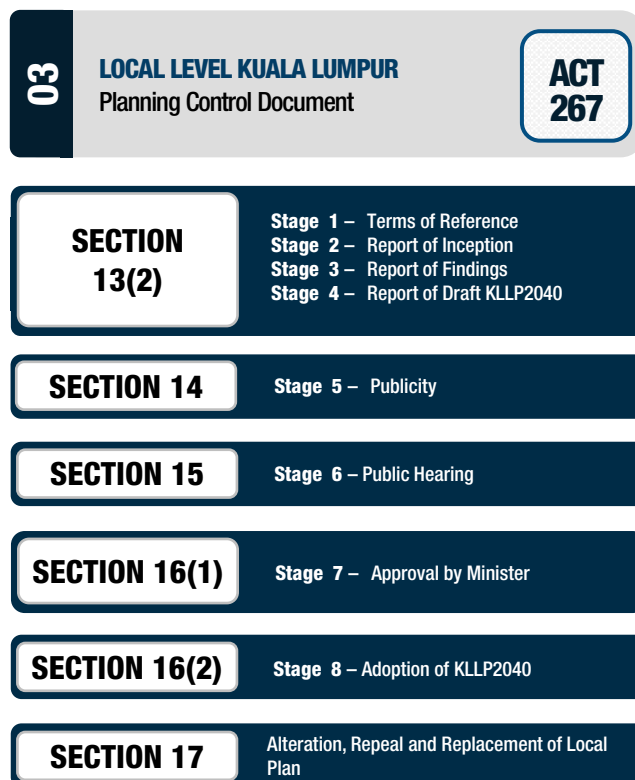 03
LOCAL LEVEL KUALA LUMPUR
Planning Control Document
ACT
267
SECTION
13(2)
Stage 1 – Terms of Reference
Stage 2 – Report of Inception
Stage 3 – Report of Findings
Stage 4 – Report of Draft KLLP2040
SECTION 14
Stage 5 – Publicity
SECTION 15
Stage 6 – Public Hearing
SECTION 16(1)
Stage 7 – Approval by Minister
SECTION 16(2)
Stage 8 – Adoption of KLLP2040
SECTION 17
Alteration, Repeal and Replacement of Local
Plan